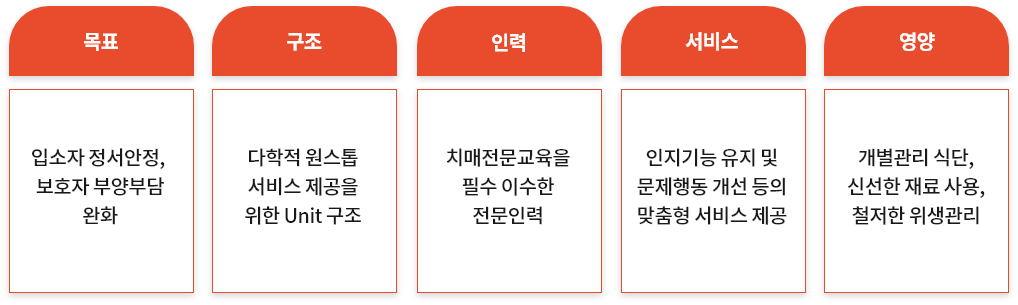 목표
입소자 정서안정,
보호자 부양부담
완화
구조
다학적 원스톱
서비스 제공을
위한 Unit 구조
인력
치매전문교육을
필수 이수한
전문인력
서비스
인지기능 유지 및
문제행동 개선 등의
맞춤형 서비스 제공
영양
개별관리 식단,
신선한 재료 사용,
철저한 위생관리